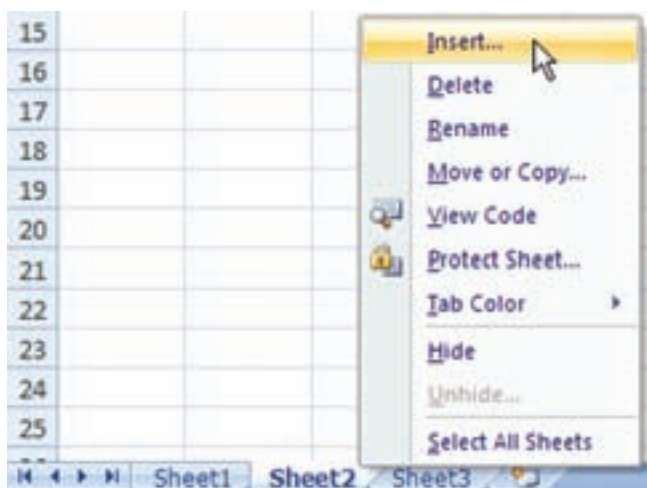 15
16
17
18
19
20
21
22
23
24
25
Insert...
Delete
Rename
Move or Copy...
View Code
Protect Sheet...
Tab Color
Hide
Unhide...
Select All Sheets
Sheet1 Sheet2 Sheet3